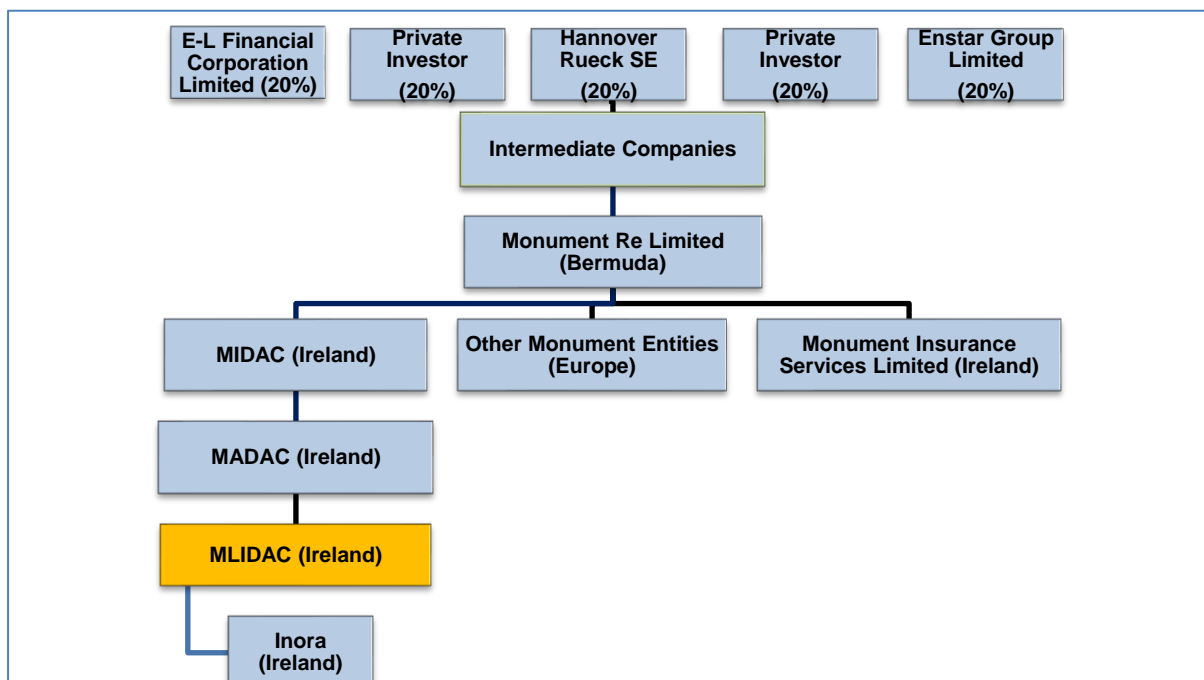 E-L Financial
Corporation
Limited (20%)
Private
Investor
(20%)
Hannover
Rueck SE
(20%)
Private
Investor
(20%)
Enstar Group
Limited
(20%)
Intermediate Companies
Monument Re Limited
(Bermuda)
MIDAC (Ireland)
Other Monument Entities
(Europe)
Monument Insurance
Services Limited (Ireland)
MADAC (Ireland)
MLIDAC (Ireland)
Inora
(Ireland)